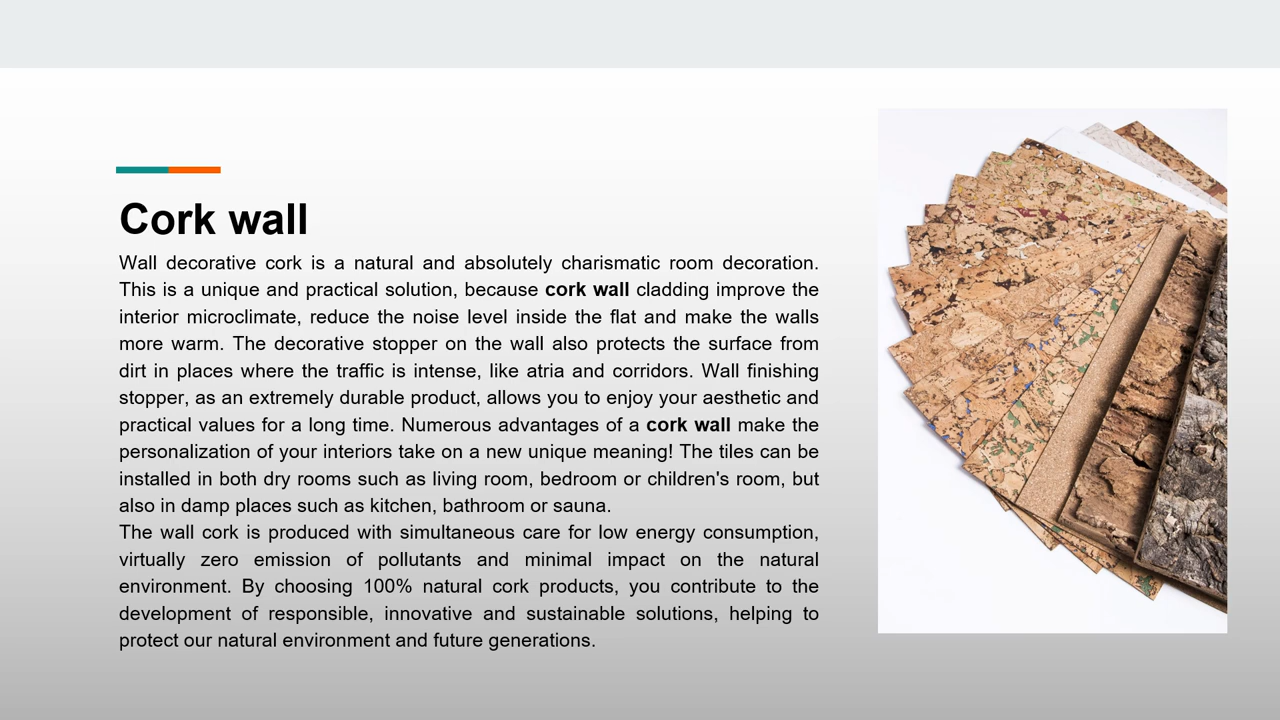 Cork wall
Wall decorative cork is a natural and absolutely charismatic room decoration.
This is a unique and practical solution, because cork wall cladding improve the
interior microclimate, reduce the noise level inside the flat and make the walls
more warm. The decorative stopper on the wall also protects the surface from
dirt in places where the traffic is intense, like atria and corridors. Wall finishing
stopper, as an extremely durable product, allows you to enjoy your aesthetic and
practical values for a long time. Numerous advantages of a cork wall make the
personalization of your interiors take on a new unique meaning! The tiles can be
installed in both dry rooms such as living room, bedroom or children's room, but
also in damp places such as kitchen, bathroom or sauna.
The wall cork is produced with simultaneous care for low energy consumption,
virtually zero emission of pollutants and minimal impact on the natural
environment. By choosing 100% natural cork products, you contribute to the
development of responsible, innovative and sustainable solutions, helping to
protect our natural environment and future generations.